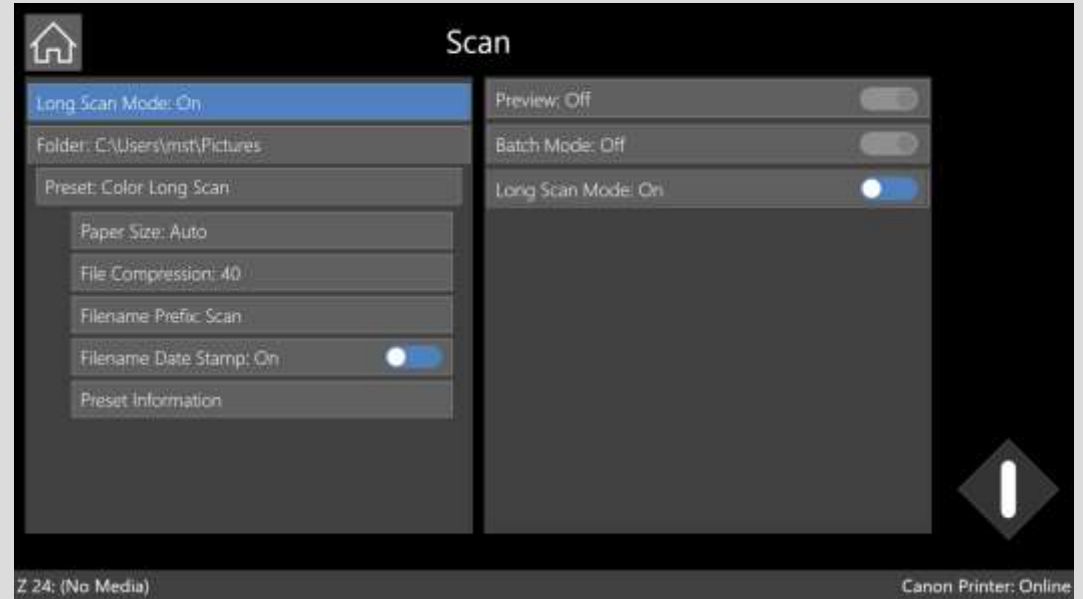 Scan
Long Scan Mode: On
Folder: C:\Users\mst\Pictures
Preset: Color Long Scan
Paper Size: Auto
File Compression: 40
Filename Prefix: Scan
Filename Date Stamp: On
Preset Information
Preview: Off
Batch Mode: Off
Long Scan Mode: On
Z 24: (No Media)
Canon Printer: Online